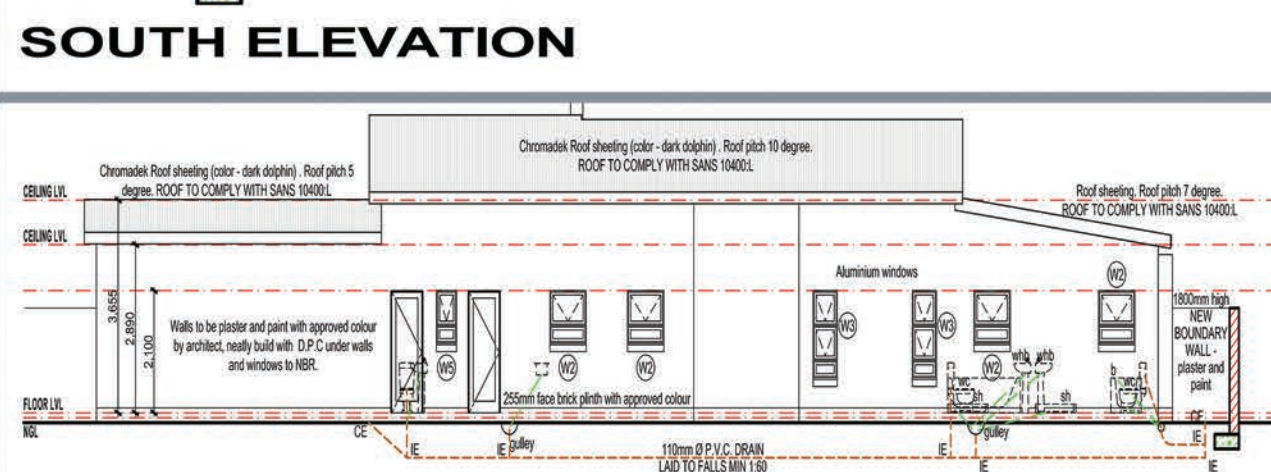 SOUTH ELEVATION
Chromadek Roof sheeting (color - dark dolphin) . Roof pitch 10 degree.
ROOF TO COMPLY WITH SANS 10400:L
Chromadek Roof sheeting (color - dark dolphin) . Roof pitch 5
degree. ROOF TO COMPLY WITH SANS 10400:L
Roof sheeting. Roof pitch 7 degree.
ROOF TO COMPLY WITH SANS 10400:L
CEILING LVL
CEILING LVL
Aluminium windows
W2
3,655
2,890
2,100
Walls to be plaster and paint with approved colour
by architect, neatly build with D.P.C under walls
and windows to NBR.
1800mm high
NEW
BOUNDARY
WALL -
plaster and
paint
W3
W3
W5
W2
W2
W2
whb
whb
b
wc
wc
sh
sh
255mm face brick plinth with approved colour
FLOOR LVL
NGL
CE
CE
gulley
gulley
IE
IE
IE
IE
IE
IE
110mm Ø P.V.C. DRAIN
LAID TO FALLS MIN 1:60